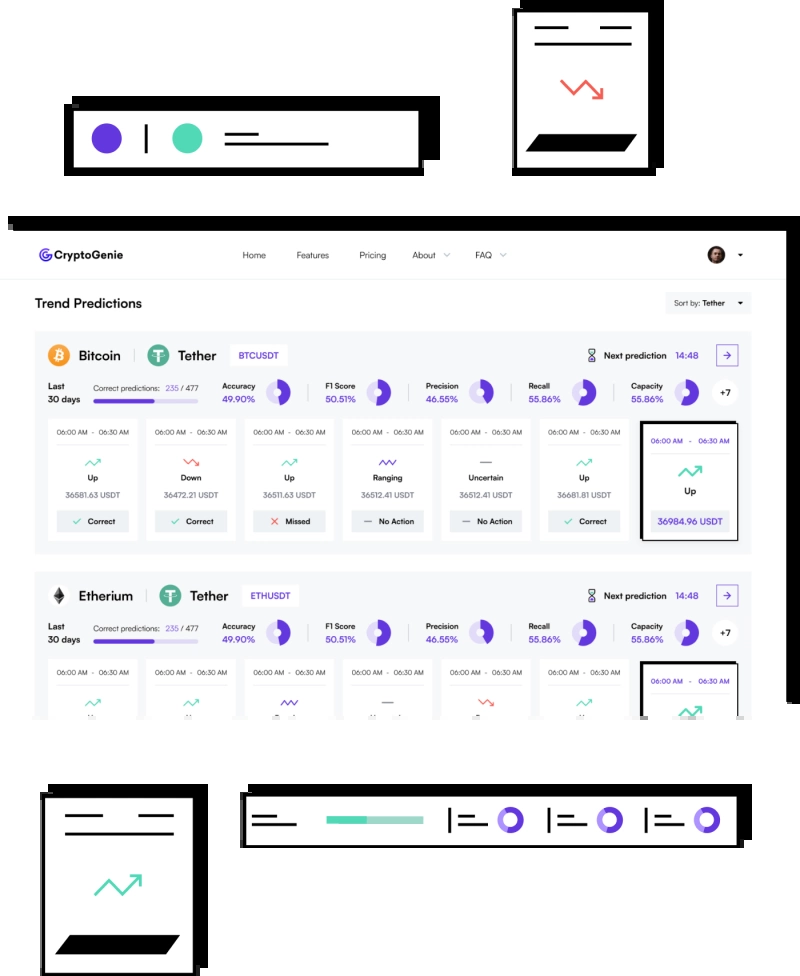 CryptoGenie Home Features Pricing About FAQ
Trend Predictions Sort by: Tether
Bitcoin Tether BTCUSDT Next prediction 14:48
Last 30 days Correct predictions: 235 / 477 Accuracy 49.90% F1 Score 50.51% Precision 46.55% Recall 55.86% Capacity 55.86% +7
06:00 AM - 06:30 AM 06:00 AM - 06:30 AM 06:00 AM - 06:30 AM 06:00 AM - 06:30 AM 06:00 AM - 06:30 AM 06:00 AM - 06:30 AM 06:00 AM - 06:30 AM
Up Down Up Ranging Uncertain Up Up
36581.63 USDT 36472.21 USDT 36511.63 USDT 36512.41 USDT 36512.41 USDT 36681.81 USDT 36984.96 USDT
Correct Correct Missed No Action No Action Correct
Etherium Tether ETHUSDT Next prediction 14:48
Last 30 days Correct predictions: 235 / 477 Accuracy 49.90% F1 Score 50.51% Precision 46.55% Recall 55.86% Capacity 55.86% +7
06:00 AM - 06:30 AM 06:00 AM - 06:30 AM 06:00 AM - 06:30 AM 06:00 AM - 06:30 AM 06:00 AM - 06:30 AM 06:00 AM - 06:30 AM 06:00 AM - 06:30 AM